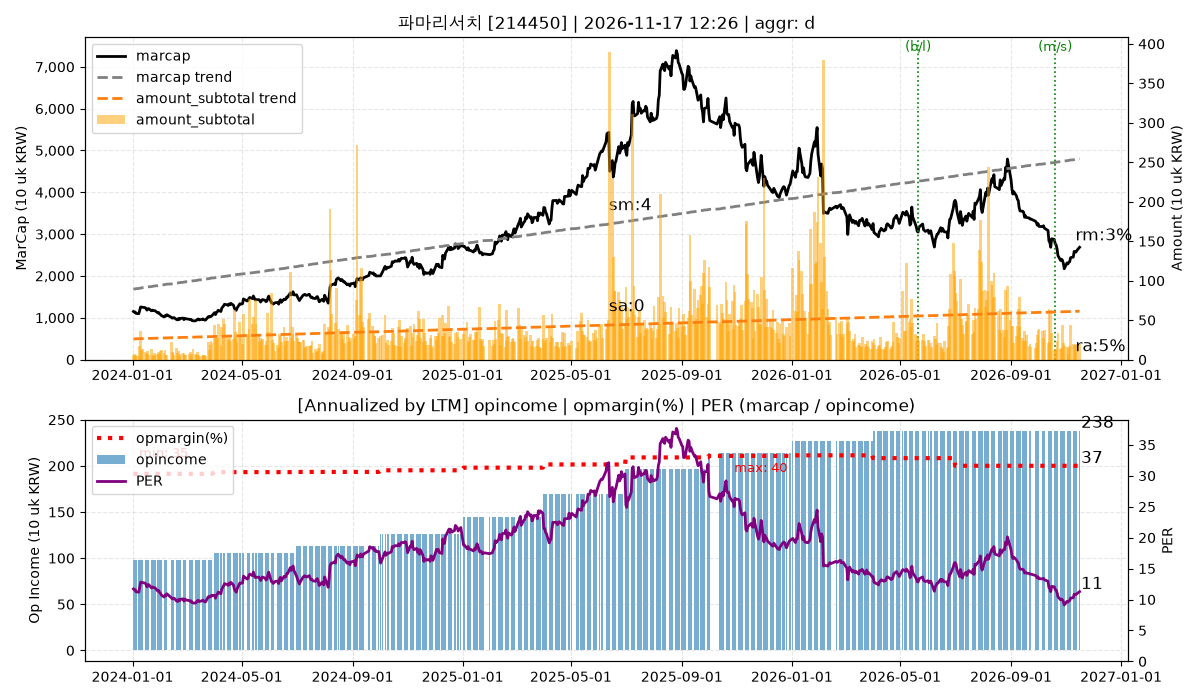 파마리서치 [214450] | 2026-11-17 12:26 | aggr: d
marcap
marcap trend
amount_subtotal trend
amount_subtotal
(b/l)
(m/s)
7,000
6,000
5,000
4,000
3,000
2,000
1,000
0
MarCap (10 uk KRW)
400
350
300
250
200
150
100
50
0
Amount (10 uk KRW)
sm:4
sa:0
rm:3%
ra:5%
2024-01-01 2024-05-01 2024-09-01 2025-01-01 2025-05-01 2025-09-01 2026-01-01 2026-05-01 2026-09-01 2027-01-01
[Annualized by LTM] opincome | opmargin(%) | PER (marcap / opincome)
opmargin(%)
opincome
PER
min: 35
max: 40
238
37
11
250
200
150
100
50
0
Op Income (10 uk KRW)
35
30
25
20
15
10
5
0
PER
2024-01-01 2024-05-01 2024-09-01 2025-01-01 2025-05-01 2025-09-01 2026-01-01 2026-05-01 2026-09-01 2027-01-01